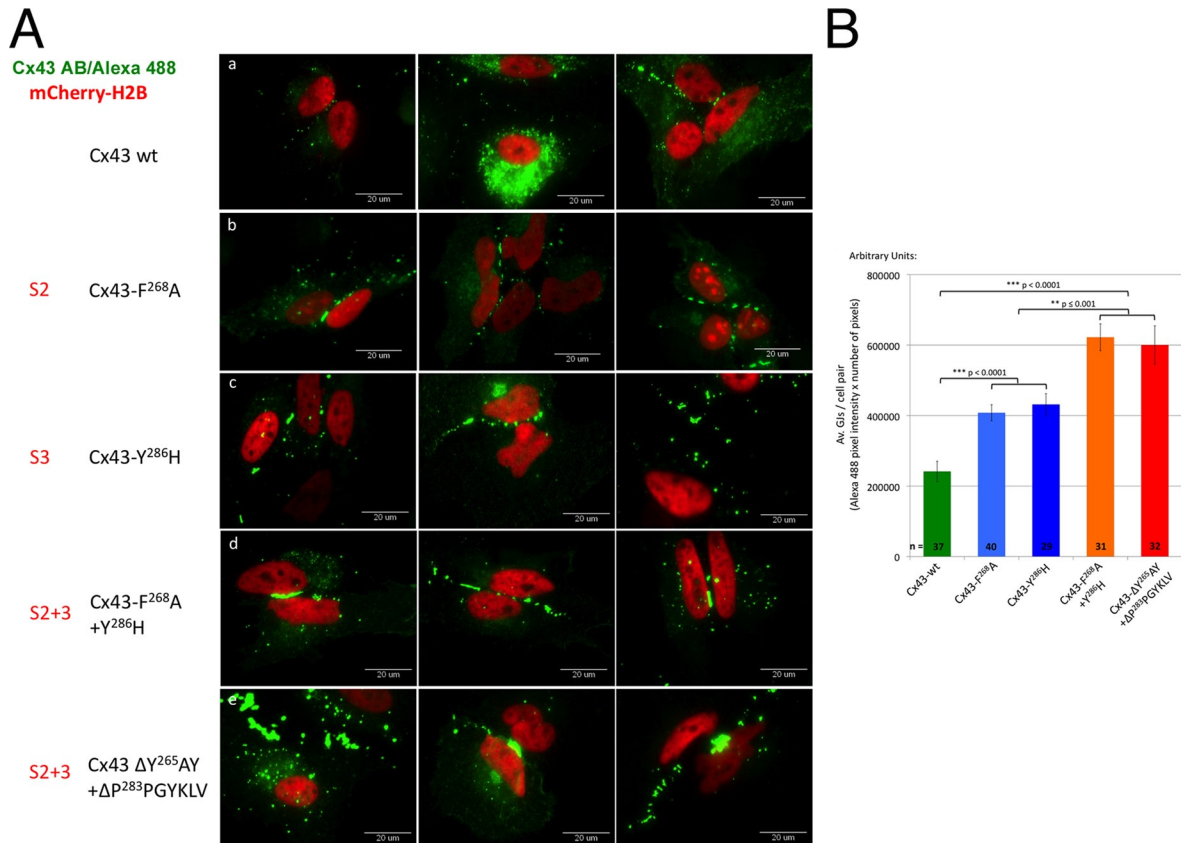 A
Cx43 AB/Alexa 488
mCherry-H2B
a
Cx43 wt
20 um
20 um
20 um
b
S2 Cx43-F²⁶⁸A
20 um
20 um
20 um
c
S3 Cx43-Y²⁸⁶H
20 um
20 um
20 um
d
S2+3 Cx43-F²⁶⁸A
+Y²⁸⁶H
20 um
20 um
20 um
e
S2+3 Cx43 ΔY²⁶⁵AY
+ΔP²⁸³PGYKLV
20 um
20 um
20 um
B
Arbitrary Units:
Av. GJs / cell pair
(Alexa 488 pixel intensity x number of pixels)
800000
600000
400000
200000
0
*** p < 0.0001
** p ≤ 0.001
*** p < 0.0001
n = 37 40 29 31 32
Cx43-wt
Cx43-F²⁶⁸A
Cx43-Y²⁸⁶H
Cx43-F²⁶⁸A
+Y²⁸⁶H
Cx43-ΔY²⁶⁵AY
+ΔP²⁸³PGYKLV